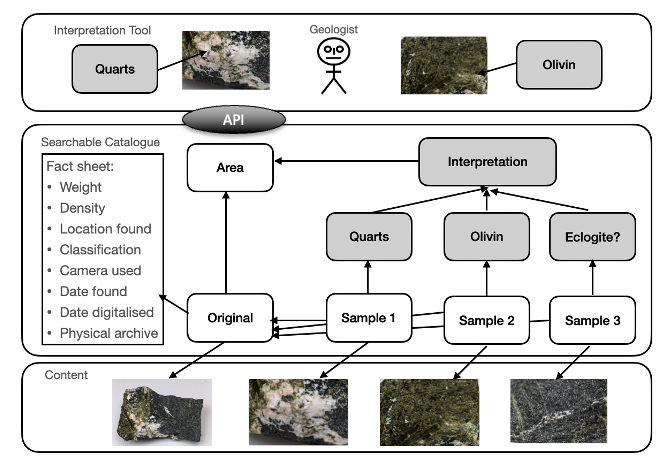 Interpretation Tool
Geologist
Quarts
Olivin
API
Searchable Catalogue
Fact sheet:
• Weight
• Density
• Location found
• Classification
• Camera used
• Date found
• Date digitalised
• Physical archive
Area
Interpretation
Quarts
Olivin
Eclogite?
Original
Sample 1
Sample 2
Sample 3
Content